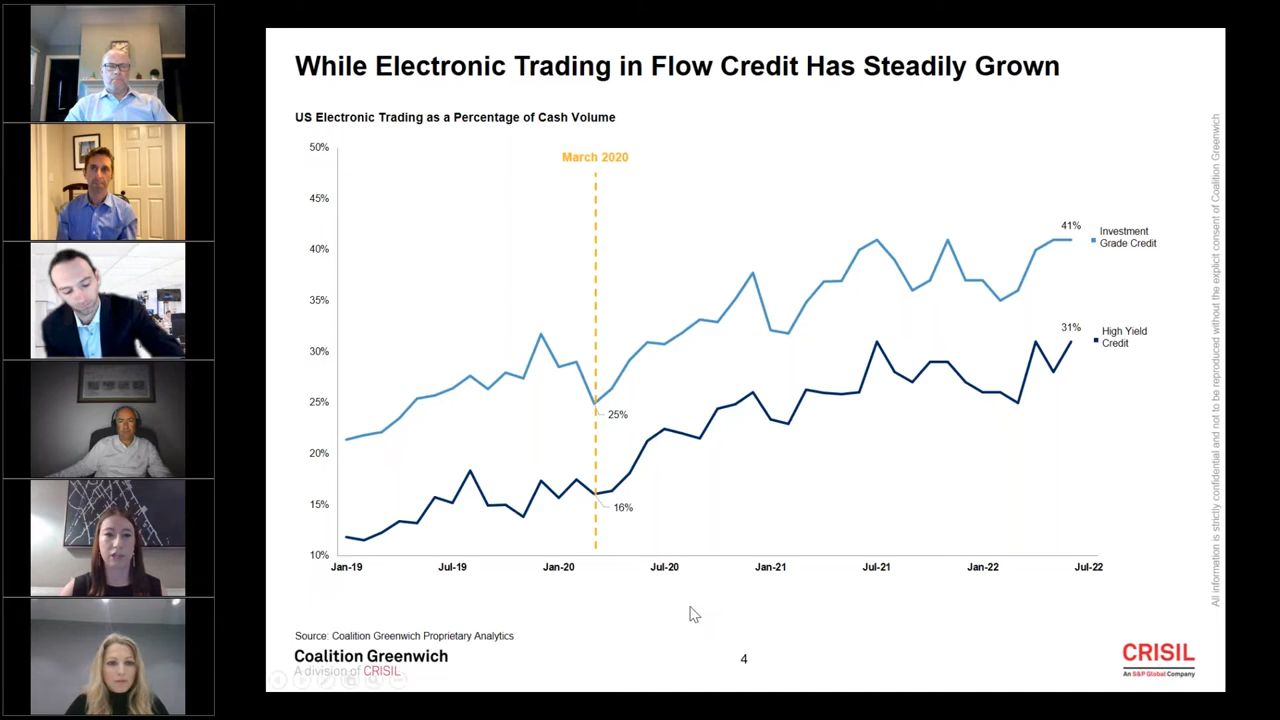 While Electronic Trading in Flow Credit Has Steadily Grown
US Electronic Trading as a Percentage of Cash Volume
50%
45%
40%
35%
30%
25%
20%
15%
10%
March 2020
41%
Investment
Grade Credit
31%
High Yield
Credit
25%
16%
Jan-19
Jul-19
Jan-20
Jul-20
Jan-21
Jul-21
Jan-22
Jul-22
All information is strictly confidential and not to be reproduced without the explicit consent of Coalition Greenwich
Source: Coalition Greenwich Proprietary Analytics
Coalition Greenwich
A division of CRISIL
4
CRISIL
An S&P Global Company